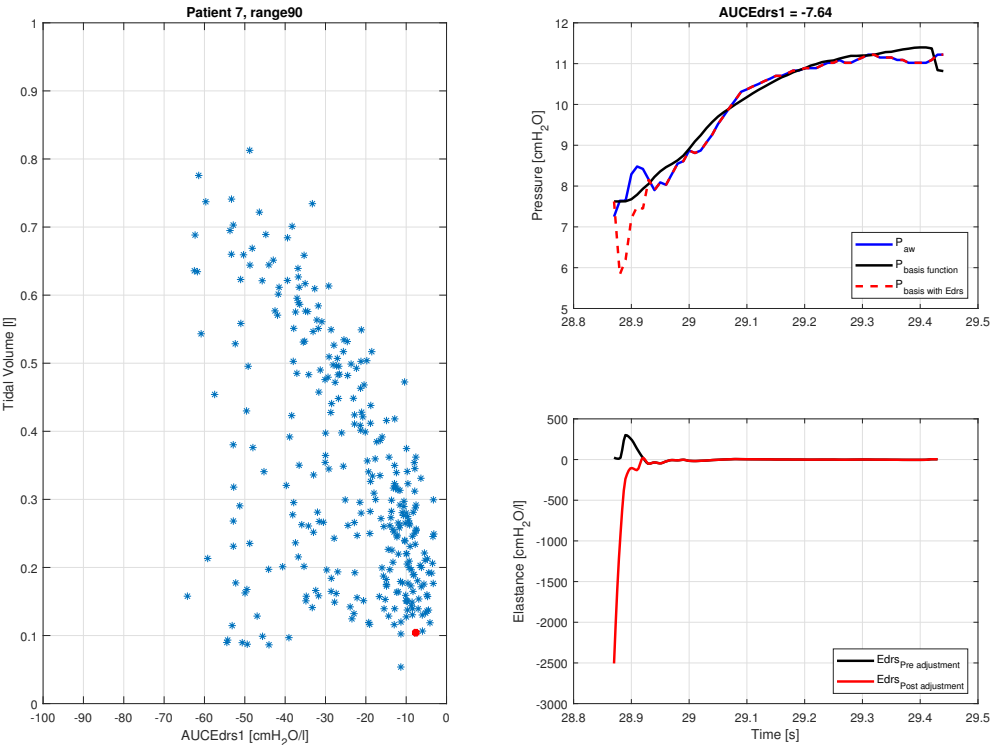 Patient 7, range90
1
0.9
0.8
0.7
0.6
0.5
0.4
0.3
0.2
0.1
0
-100 -90 -80 -70 -60 -50 -40 -30 -20 -10 0
Tidal Volume [l]
AUCEdrs1 [cmH2O/l]
AUCEdrs1 = -7.64
12
11
10
9
8
7
6
5
28.8 28.9 29 29.1 29.2 29.3 29.4 29.5
Pressure [cmH2O]
Paw
Pbasis function
Pbasis with Edrs
500
0
-500
-1000
-1500
-2000
-2500
-3000
28.8 28.9 29 29.1 29.2 29.3 29.4 29.5
Elastance [cmH2O/l]
Time [s]
EdrsPre adjustment
EdrsPost adjustment